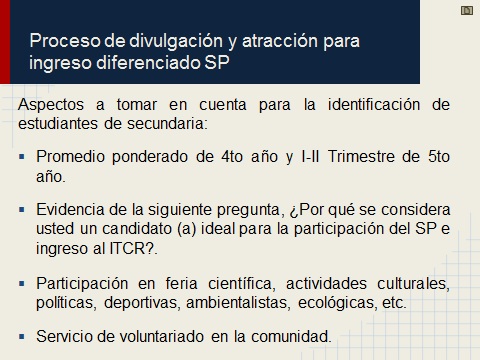 Proceso de divulgación y atracción para
ingreso diferenciado SP
Aspectos a tomar en cuenta para la identificación de
estudiantes de secundaria:
▪ Promedio ponderado de 4to año y I-II Trimestre de 5to
año.
▪ Evidencia de la siguiente pregunta, ¿Por qué se considera
usted un candidato (a) ideal para la participación del SP e
ingreso al ITCR?.
▪ Participación en feria científica, actividades culturales,
políticas, deportivas, ambientalistas, ecológicas, etc.
▪ Servicio de voluntariado en la comunidad.